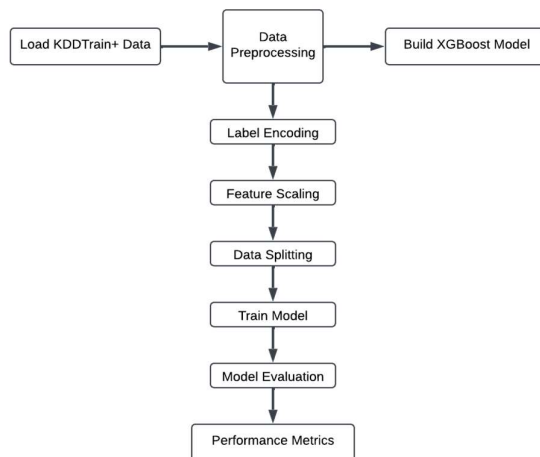 Load KDDTrain+ Data
Data
Preprocessing
Build XGBoost Model
Label Encoding
Feature Scaling
Data Splitting
Train Model
Model Evaluation
Performance Metrics